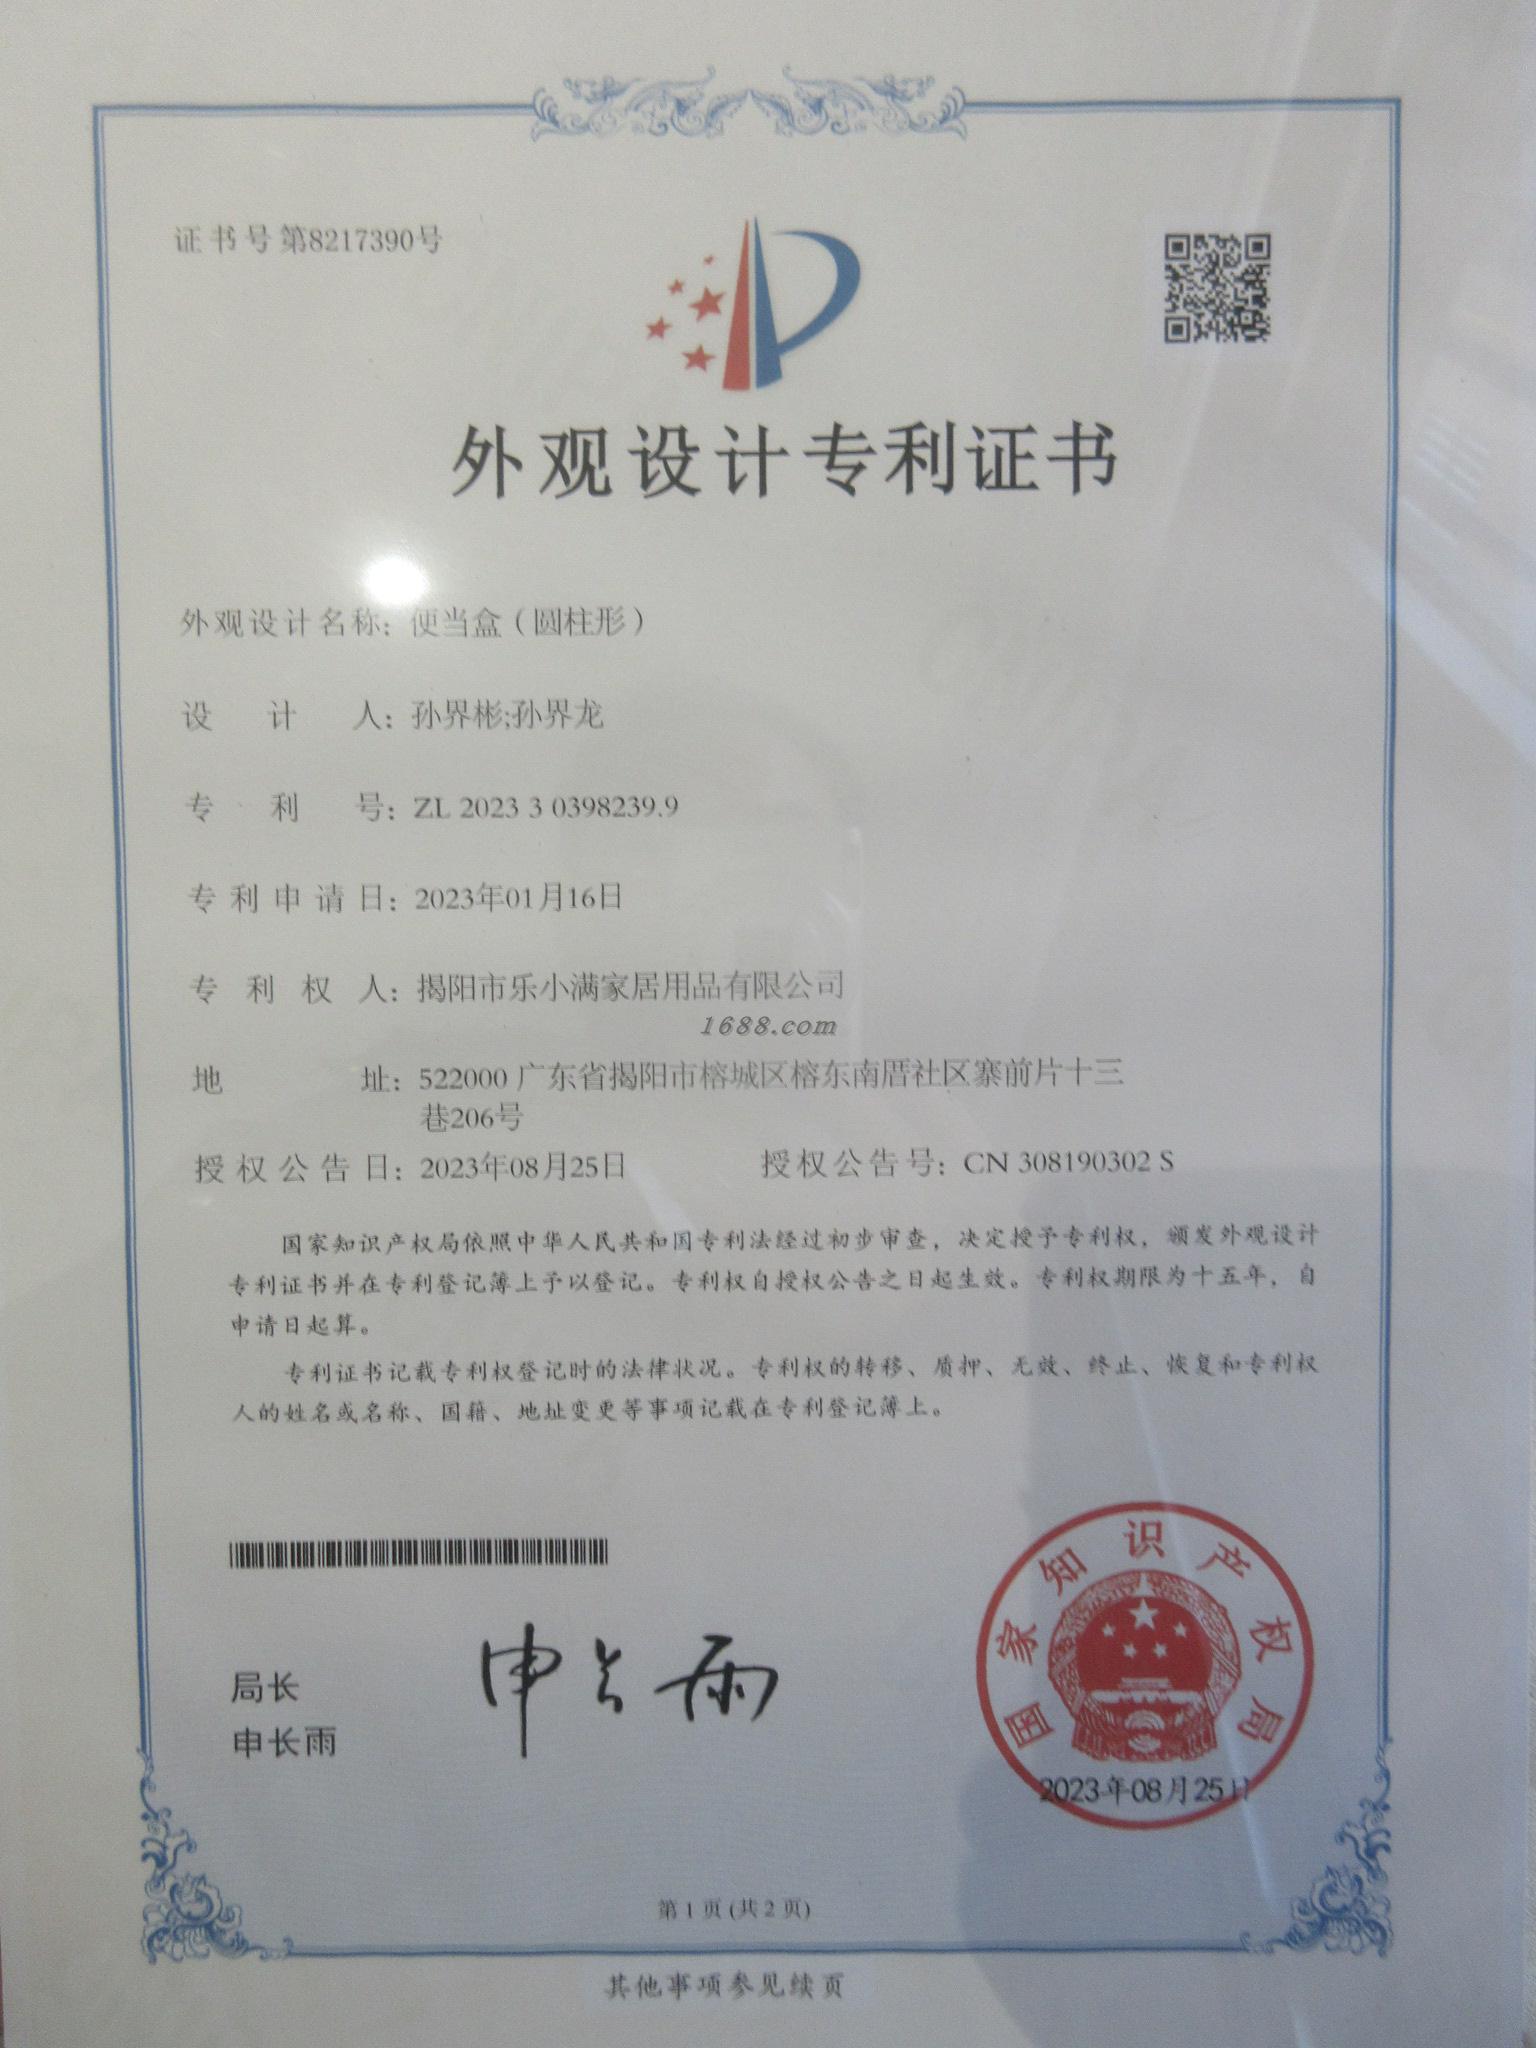 证书号第8217390号
外观设计专利证书
外观设计名称：便当盒（圆柱形）
设计人：孙界彬;孙界龙
专利号：ZL 2023 3 0398239.9
专利申请日：2023年01月16日
专利权人：揭阳市乐小满家居用品有限公司
1688.com
地址：522000 广东省揭阳市榕城区榕东南厝社区寨前片十三
巷206号
授权公告日：2023年08月25日 授权公告号：CN 308190302 S
国家知识产权局依照中华人民共和国专利法经过初步审查，决定授予专利权，颁发外观设计
专利证书并在专利登记簿上予以登记。专利权自授权公告之日起生效。专利权期限为十五年，自
申请日起算。
专利证书记载专利权登记时的法律状况。专利权的转移、质押、无效、终止、恢复和专利权
人的姓名或名称、国籍、地址变更等事项记载在专利登记簿上。
局长
申长雨
申长雨
国家知识产权局
2023年08月25日
第 1 页 (共 2 页)
其他事项参见续页